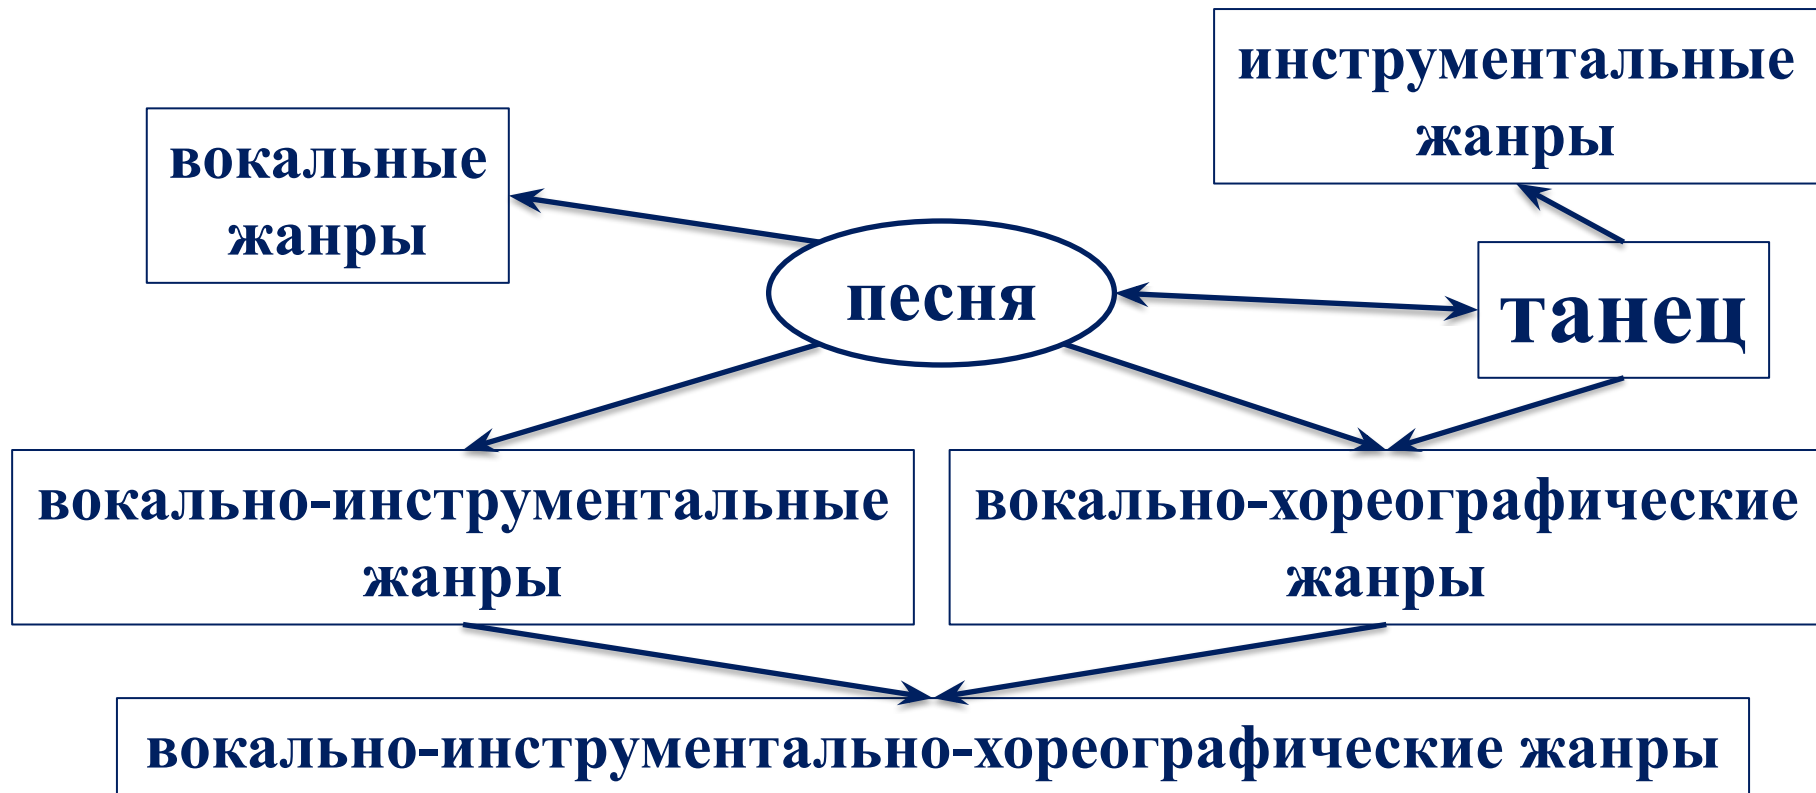 инструментальные
жанры
вокальные
жанры
песня
танец
вокально-инструментальные
жанры
вокально-хореографические
жанры
вокально-инструментально-хореографические жанры